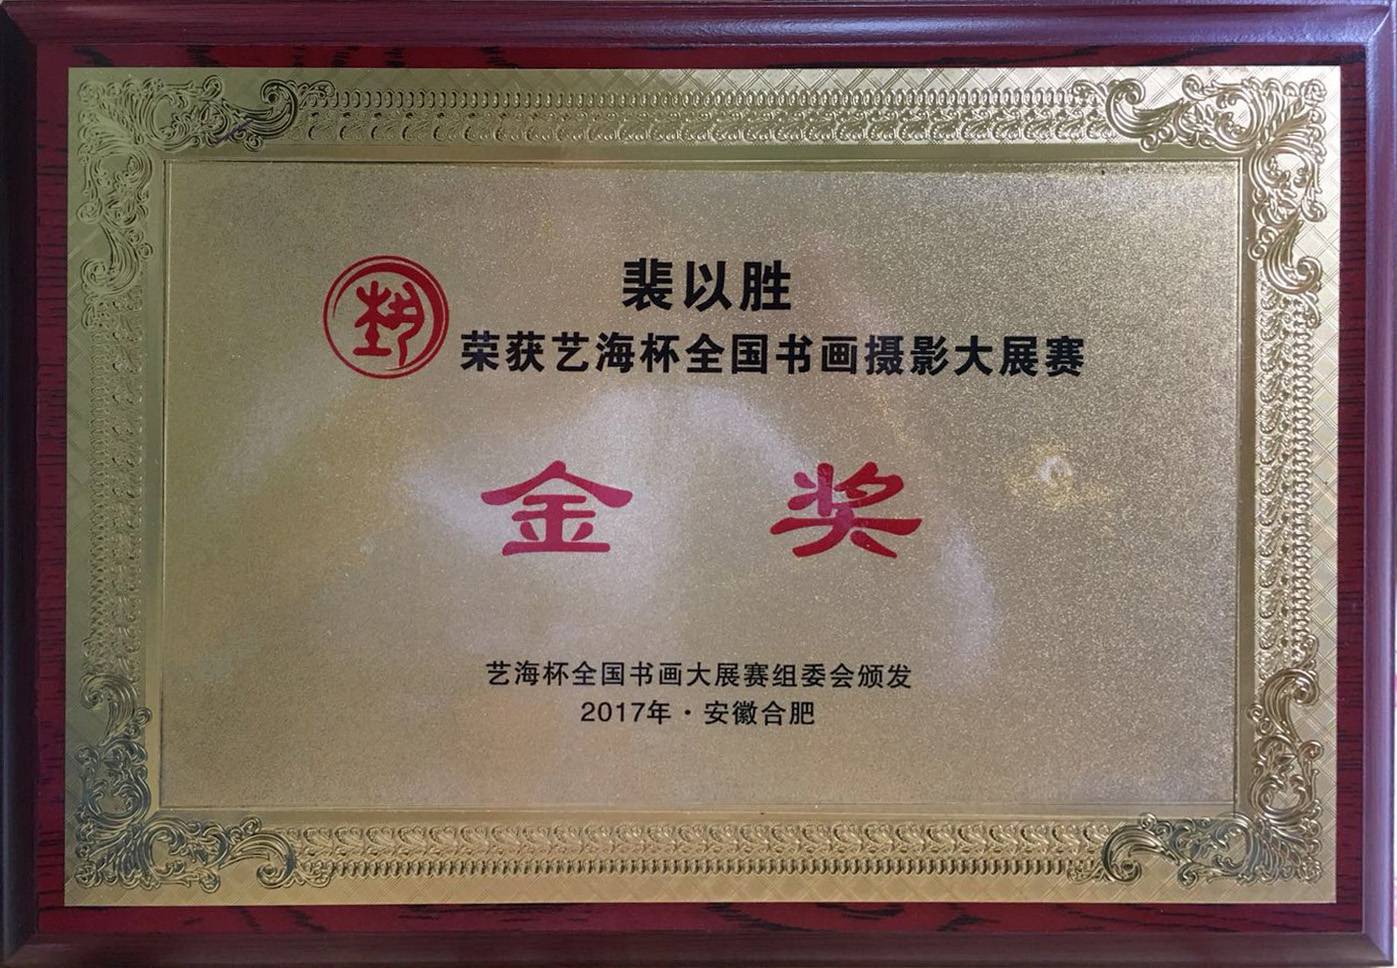 裴以胜
荣获艺海杯全国书画摄影大展赛
金奖
艺海杯全国书画大展赛组委会颁发
2017年·安徽合肥